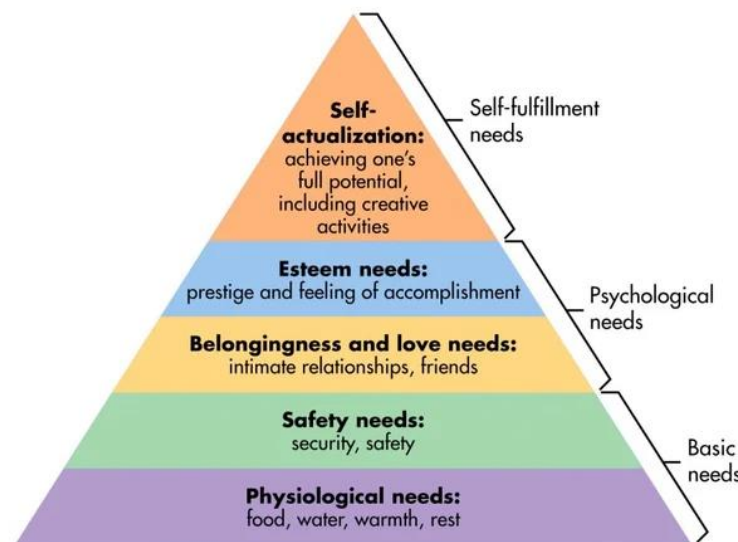 Self-
actualization:
achieving one's
full potential,
including creative
activities
Self-fulfillment
needs
Esteem needs:
prestige and feeling of accomplishment
Psychological
needs
Belongingness and love needs:
intimate relationships, friends
Safety needs:
security, safety
Basic
needs
Physiological needs:
food, water, warmth, rest